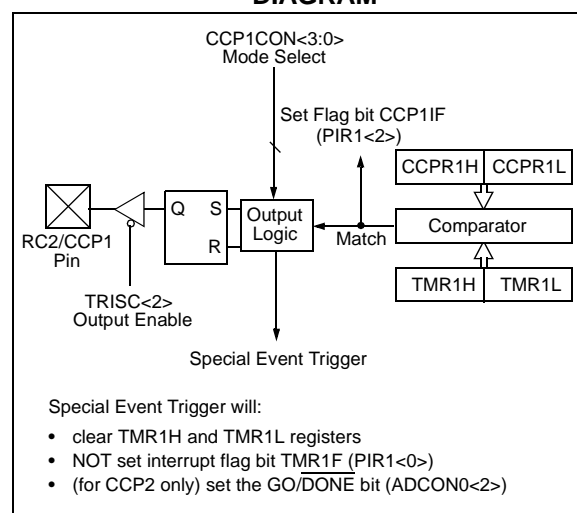 DIAGRAM
CCP1CON<3:0>
Mode Select
Set Flag bit CCP1IF
(PIR1<2>)
CCPR1H CCPR1L
Q S
R
Output
Logic
Match
Comparator
RC2/CCP1
Pin
TRISC<2>
Output Enable
TMR1H TMR1L
Special Event Trigger
Special Event Trigger will:
• clear TMR1H and TMR1L registers
• NOT set interrupt flag bit TMR1F (PIR1<0>)
• (for CCP2 only) set the GO/DONE bit (ADCON0<2>)